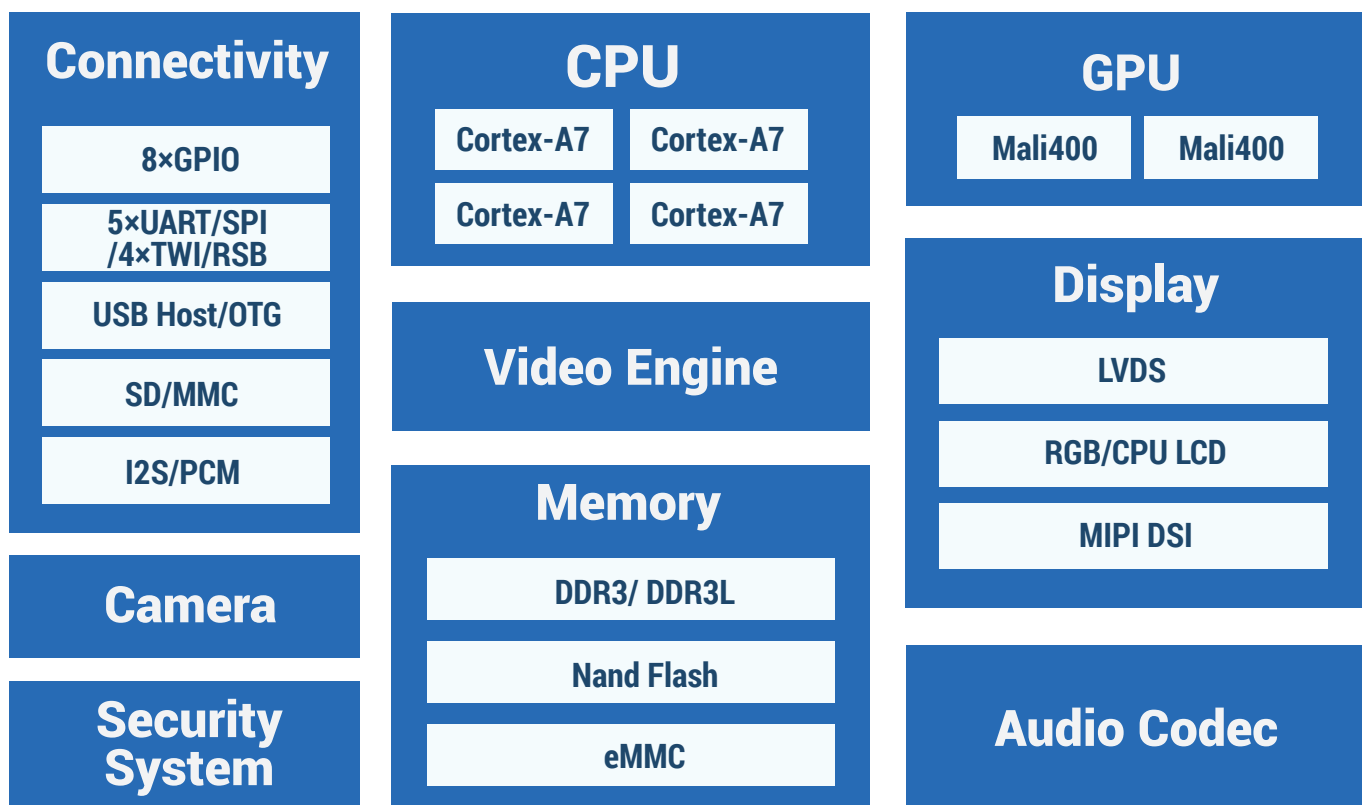 Connectivity
8×GPIO
5×UART/SPI
/4×TWI/RSB
USB Host/OTG
SD/MMC
I2S/PCM
Camera
Security
System
CPU
Cortex-A7
Cortex-A7
Cortex-A7
Cortex-A7
Video Engine
Memory
DDR3/ DDR3L
Nand Flash
eMMC
GPU
Mali400
Mali400
Display
LVDS
RGB/CPU LCD
MIPI DSI
Audio Codec